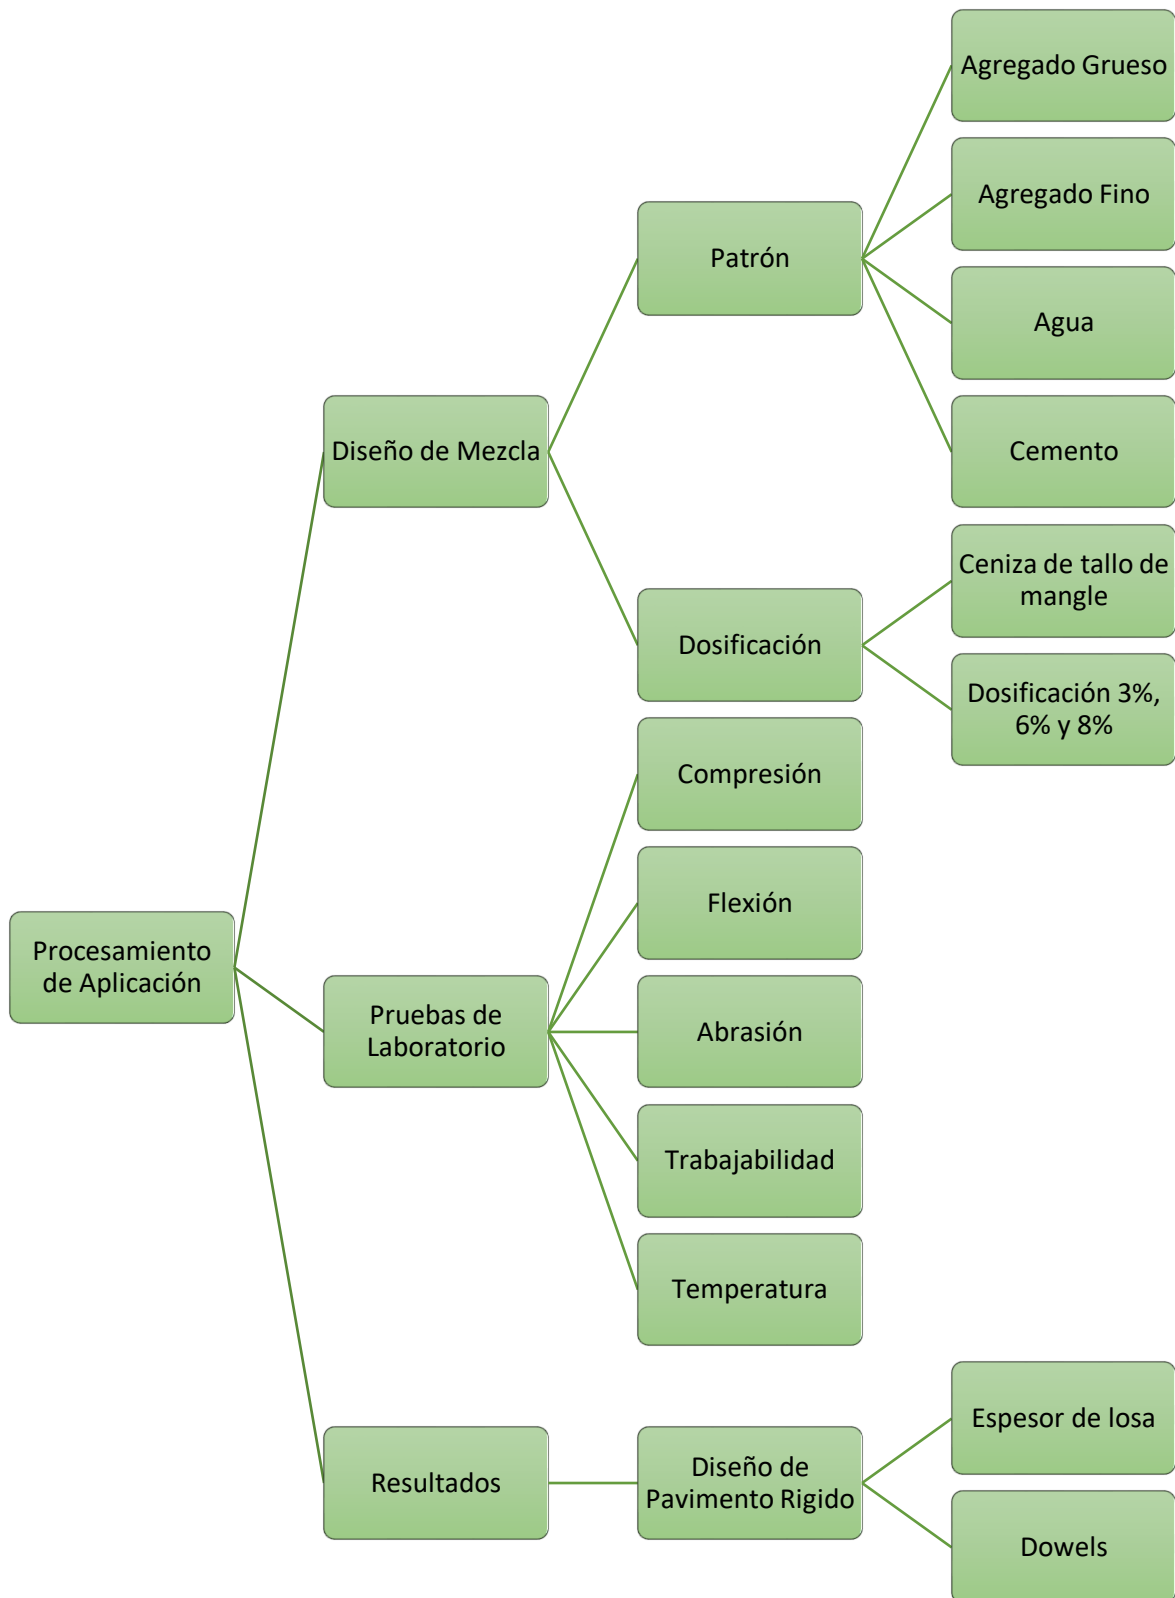 Procesamiento
de Aplicación
Diseño de Mezcla
Patrón
Agregado Grueso
Agregado Fino
Agua
Cemento
Dosificación
Ceniza de tallo de
mangle
Dosificación 3%,
6% y 8%
Pruebas de
Laboratorio
Compresión
Flexión
Abrasión
Trabajabilidad
Temperatura
Resultados
Diseño de
Pavimento Rigido
Espesor de losa
Dowels